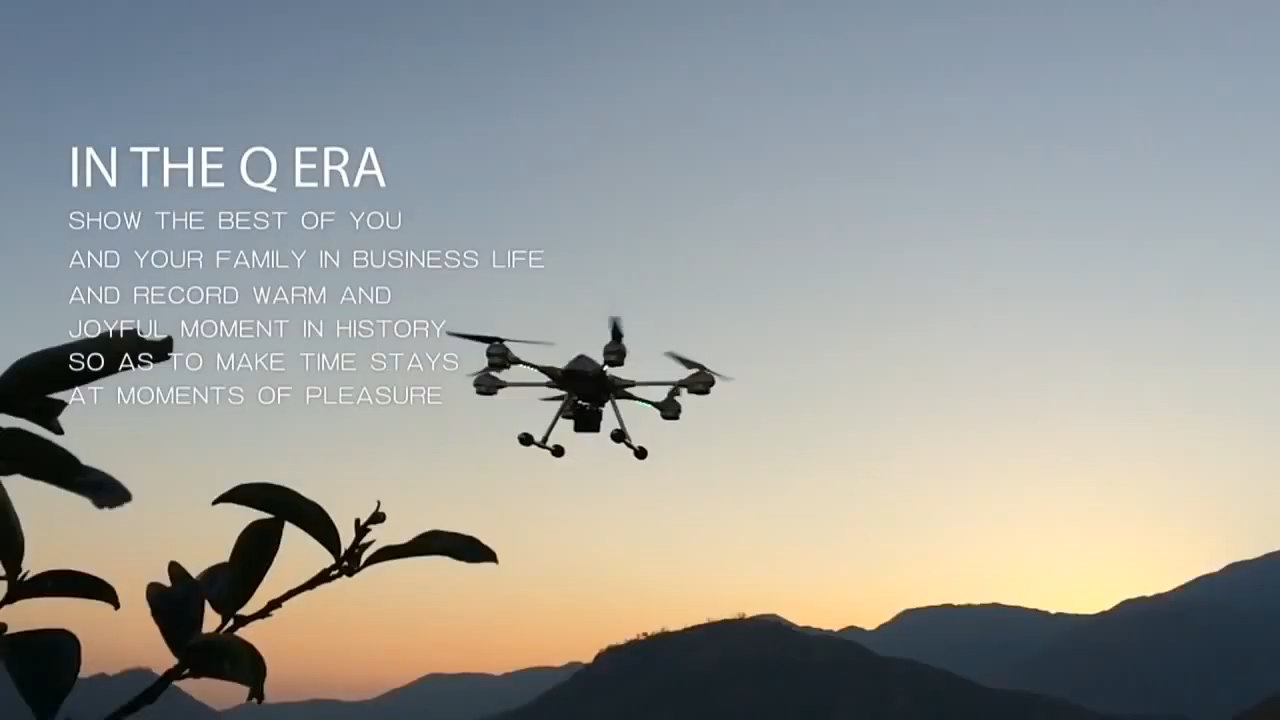 IN THE Q ERA
SHOW THE BEST OF YOU
AND YOUR FAMILY IN BUSINESS LIFE
AND RECORD WARM AND
JOYFUL MOMENT IN HISTORY
SO AS TO MAKE TIME STAYS
AT MOMENTS OF PLEASURE